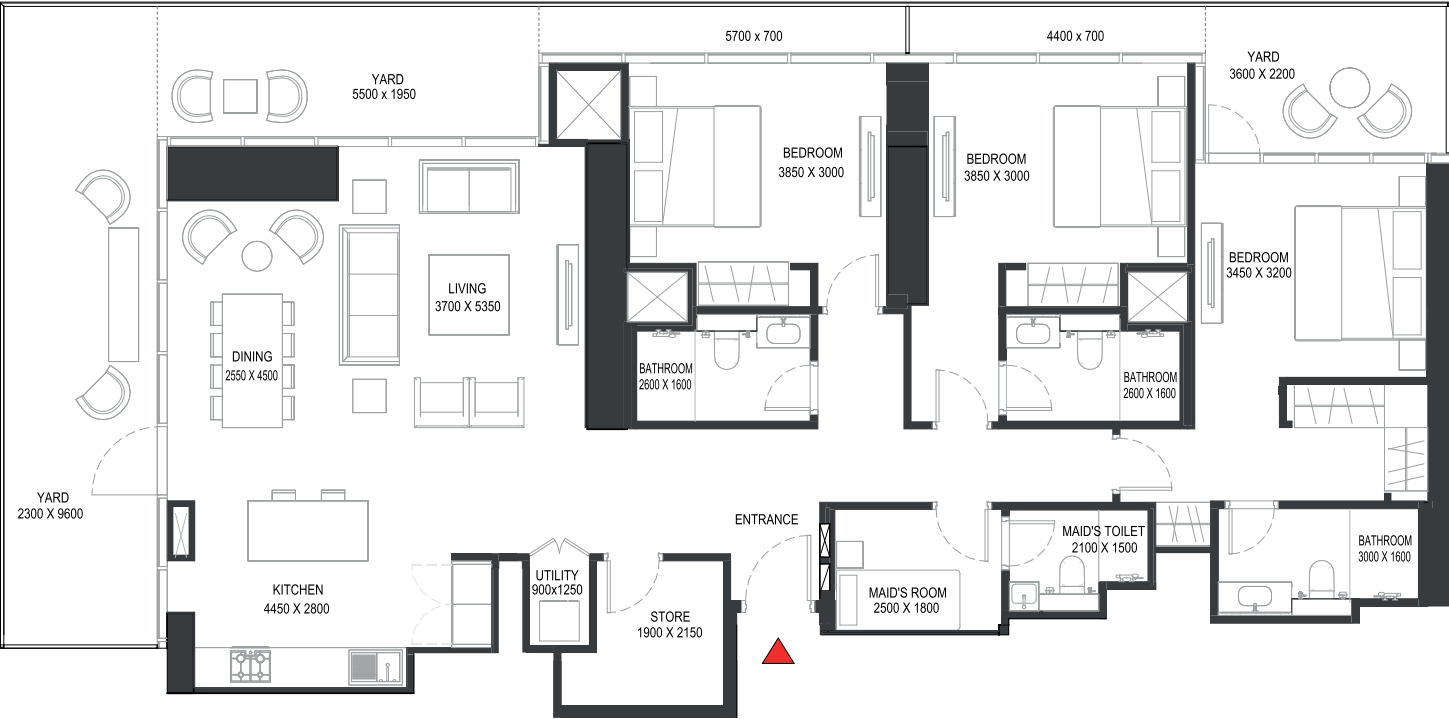 5700 x 700
4400 x 700
YARD
5500 x 1950
YARD
3600 x 2200
BEDROOM
3850 X 3000
BEDROOM
3850 X 3000
BEDROOM
3450 X 3200
LIVING
3700 X 5350
DINING
2550 X 4500
BATHROOM
2600 X 1600
BATHROOM
2600 X 1600
YARD
2300 X 9600
ENTRANCE
MAID'S TOILET
2100 X 1500
BATHROOM
3000 X 1600
KITCHEN
4450 X 2800
UTILITY
900x1250
MAID'S ROOM
2500 X 1800
STORE
1900 X 2150